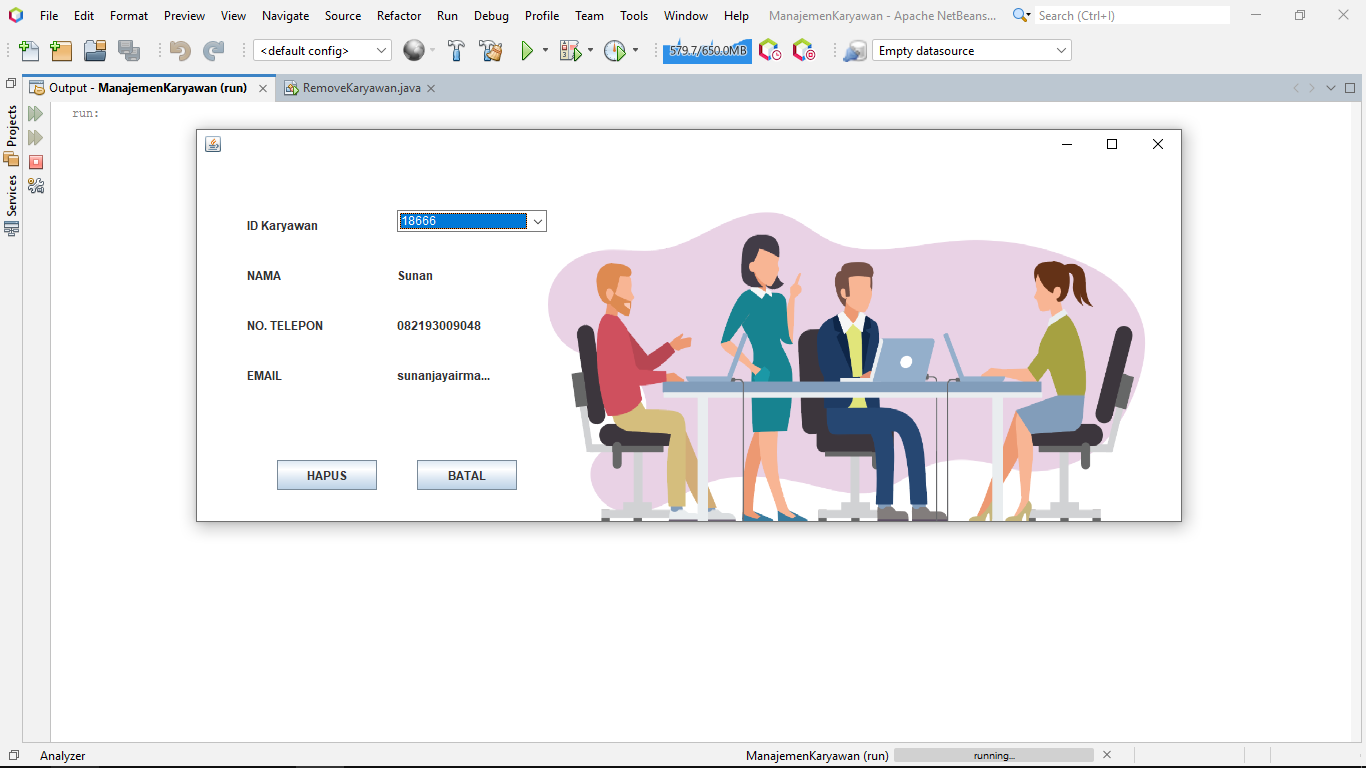 File Edit Format Preview View Navigate Source Refactor Run Debug Profile Team Tools Window Help ManajemenKaryawan - Apache NetBeans... Search (Ctrl+I)
<default config> 579.7/650.0MB Empty datasource
Output - ManajemenKaryawan (run) RemoveKaryawan.java
Projects
Services
run:
ID Karyawan 18666
NAMA Sunan
NO. TELEPON 082193009048
EMAIL sunanjayairma...
HAPUS BATAL
Analyzer ManajemenKaryawan (run) running...